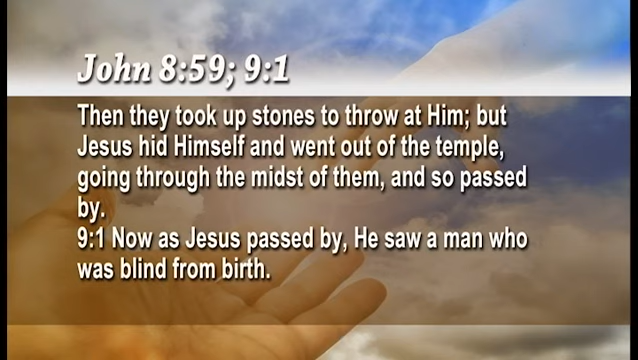 John 8:59; 9:1
Then they took up stones to throw at Him; but
Jesus hid Himself and went out of the temple,
going through the midst of them, and so passed
by.
9:1 Now as Jesus passed by, He saw a man who
was blind from birth.